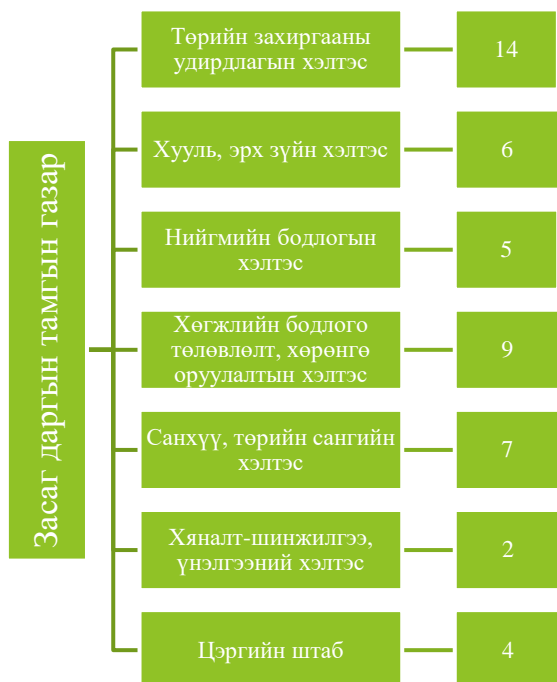 Засаг даргын тамгын газар
Төрийн захиргааны
удирдлагын хэлтэс
14
Хууль, эрх зүйн хэлтэс
6
Нийгмийн бодлогын
хэлтэс
5
Хөгжлийн бодлого
төлөвлөлт, хөрөнгө
оруулалтын хэлтэс
9
Санхүү, төрийн сангийн
хэлтэс
7
Хяналт-шинжилгээ,
үнэлгээний хэлтэс
2
Цэргийн штаб
4